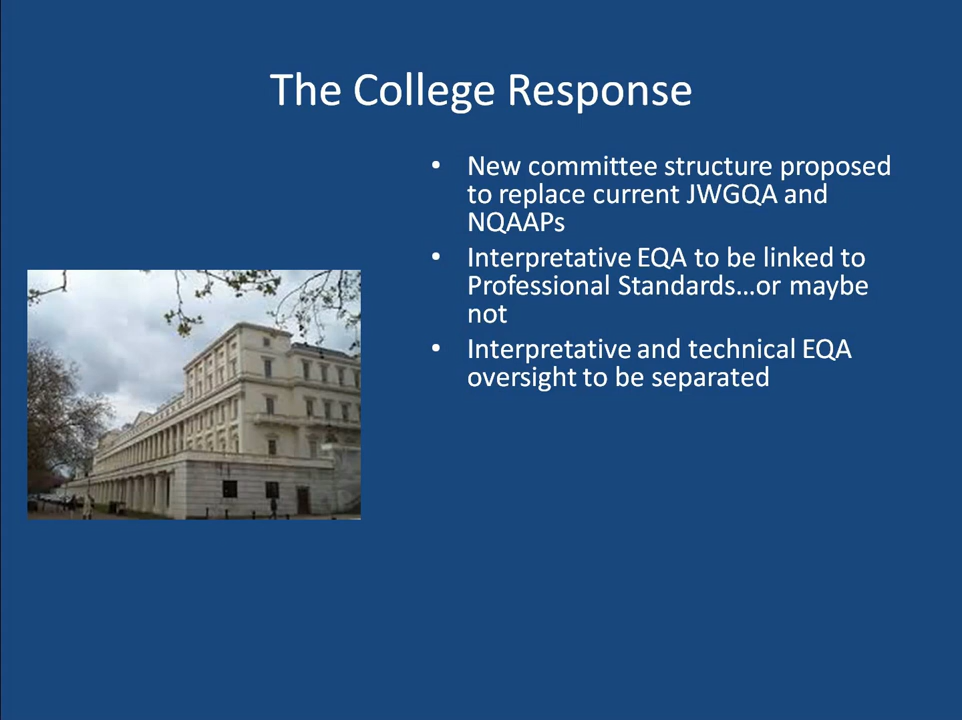 The College Response
• New committee structure proposed
to replace current JWGQA and
NQAAPs
• Interpretative EQA to be linked to
Professional Standards…or maybe
not
• Interpretative and technical EQA
oversight to be separated